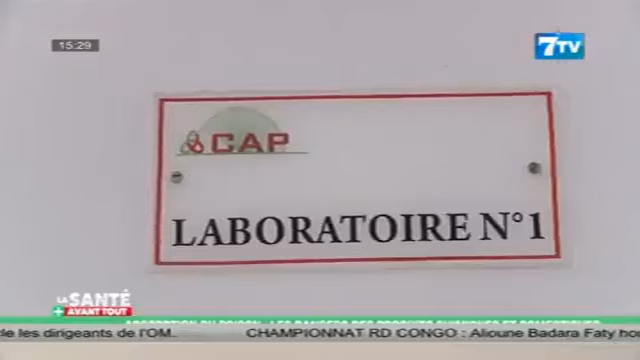 15:29
7TV
CAP
LABORATOIRE N°1
LA SANTÉ
+ AVANT TOUT
cle les dirigeants de l'OM..
CHAMPIONNAT RD CONGO : Alioune Badara Faty